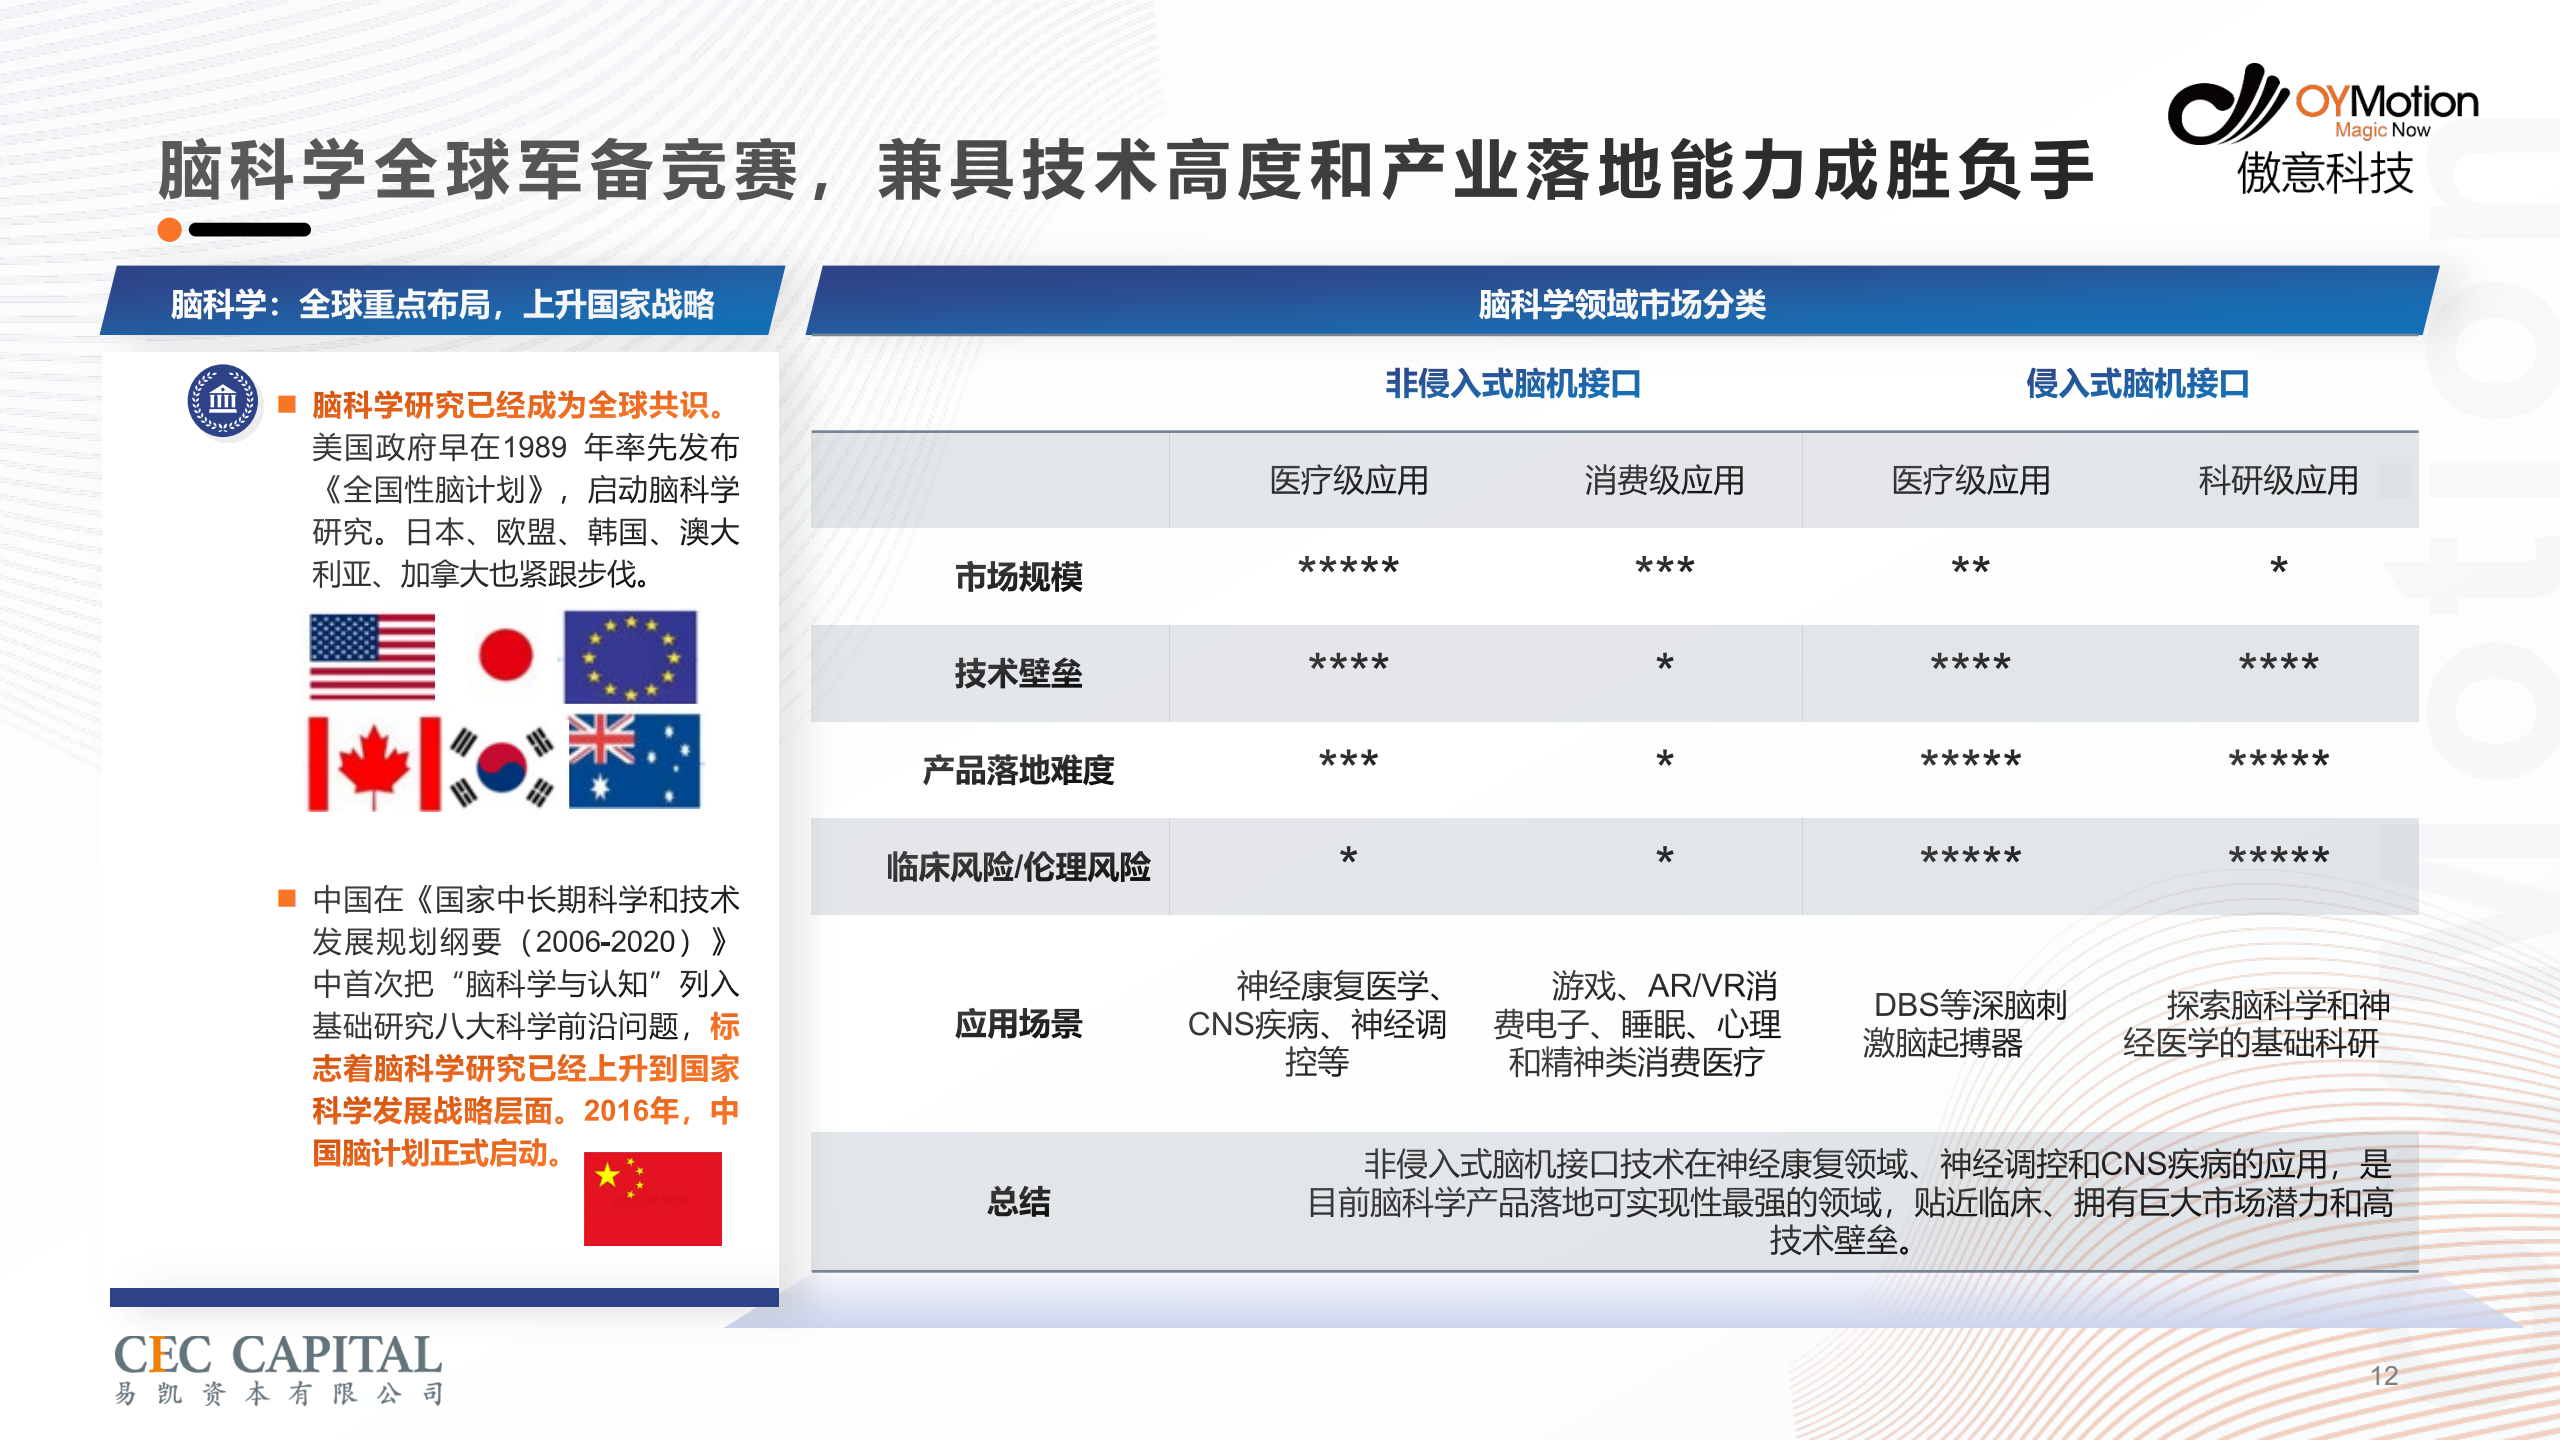 脑科学全球军备竞赛，兼具技术高度和产业落地能力成胜负手
OYMotion
Magic Now
傲意科技
脑科学：全球重点布局，上升国家战略
脑科学研究已经成为全球共识。
美国政府早在1989 年率先发布
《全国性脑计划》，启动脑科学
研究。日本、欧盟、韩国、澳大
利亚、加拿大也紧跟步伐。
中国在《国家中长期科学和技术
发展规划纲要（2006-2020）》
中首次把“脑科学与认知”列入
基础研究八大科学前沿问题，标
志着脑科学研究已经上升到国家
科学发展战略层面。2016年，中
国脑计划正式启动。
脑科学领域市场分类
非侵入式脑机接口 侵入式脑机接口
医疗级应用 消费级应用 医疗级应用 科研级应用
市场规模 ***** *** ** *
技术壁垒 **** * **** ****
产品落地难度 *** * ***** *****
临床风险/伦理风险 * * ***** *****
应用场景
神经康复医学、
CNS疾病、神经调
控等
游戏、AR/VR消
费电子、睡眠、心理
和精神类消费医疗
DBS等深脑刺
激脑起搏器
探索脑科学和神
经医学的基础科研
总结
非侵入式脑机接口技术在神经康复领域、神经调控和CNS疾病的应用，是
目前脑科学产品落地可实现性最强的领域，贴近临床、拥有巨大市场潜力和高
技术壁垒。
CEC CAPITAL
易凯资本有限公司
12
Motion